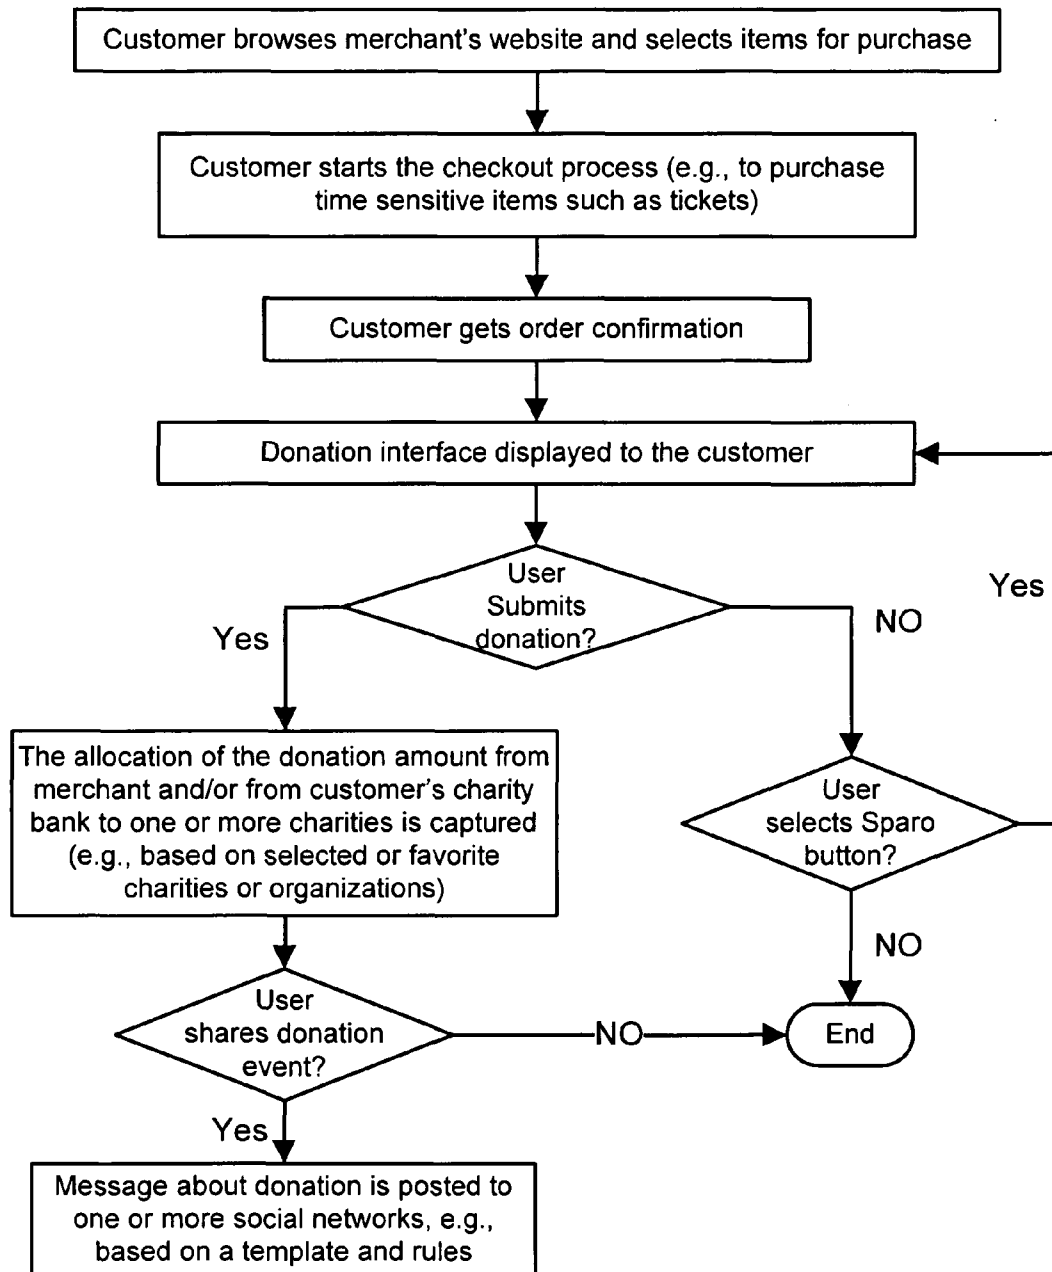 Customer browses merchant's website and selects items for purchase
Customer starts the checkout process (e.g., to purchase
time sensitive items such as tickets)
Customer gets order confirmation
Donation interface displayed to the customer
User
Submits
donation?
Yes
NO
Yes
The allocation of the donation amount from
merchant and/or from customer's charity
bank to one or more charities is captured
(e.g., based on selected or favorite
charities or organizations)
User
selects Sparo
button?
NO
User
shares donation
event?
NO
End
Yes
Message about donation is posted to
one or more social networks, e.g.,
based on a template and rules